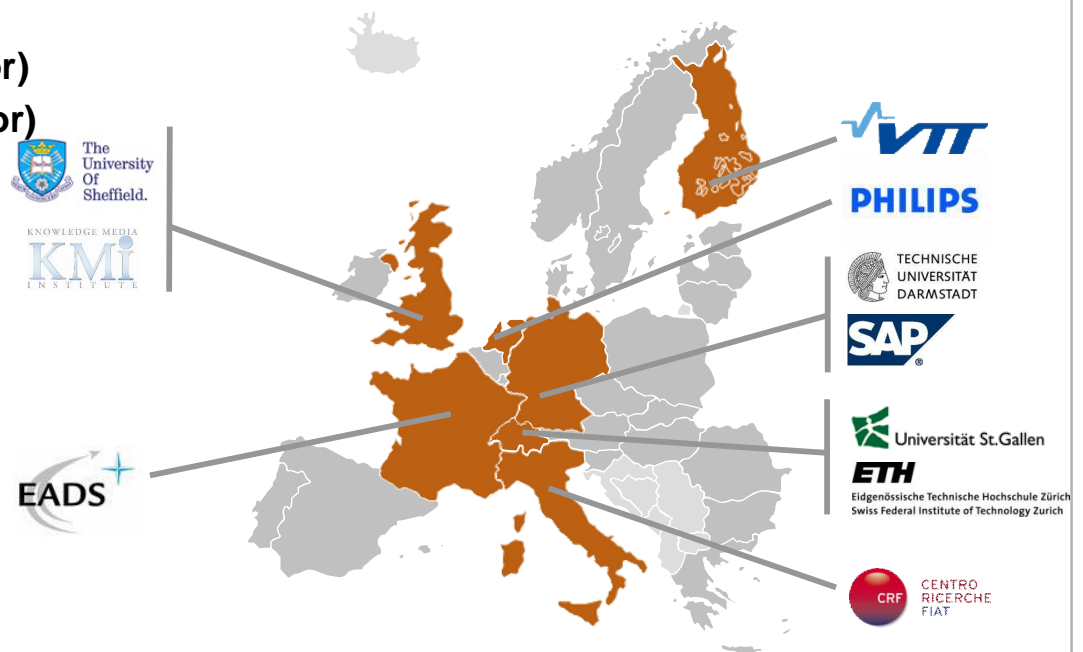 or)
or)
The
University
Of
Sheffield.
KNOWLEDGE MEDIA
KMi
INSTITUTE
EADS
VTT
PHILIPS
TECHNISCHE
UNIVERSITÄT
DARMSTADT
SAP
®
Universität St.Gallen
ETH
Eidgenössische Technische Hochschule Zürich
Swiss Federal Institute of Technology Zurich
CRF
CENTRO
RICERCHE
FIAT